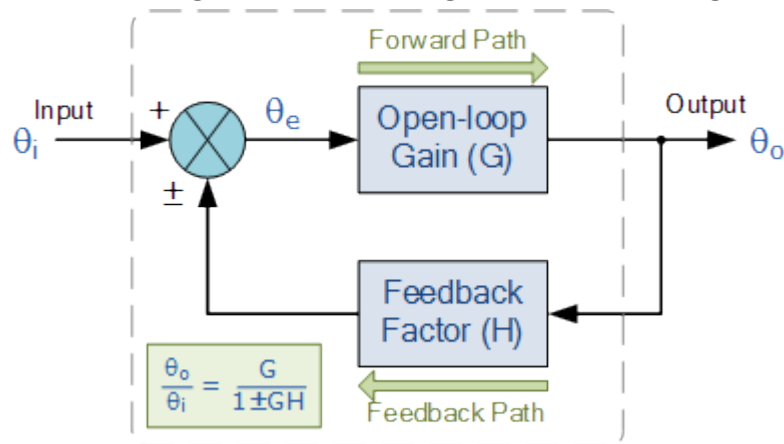 Forward Path
Input
+
θi
θe
Open-loop
Gain (G)
Output
θo
±
Feedback
Factor (H)
θo/θi = G/1±GH
Feedback Path